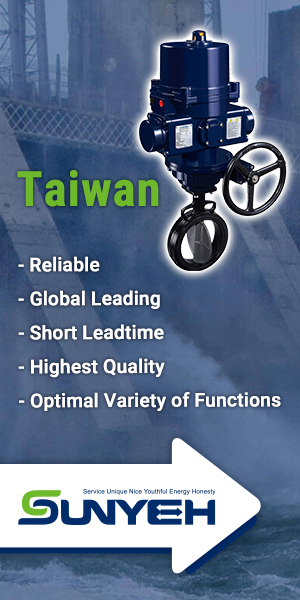 Taiwan
- Reliable
- Global Leading
- Short Leadtime
- Highest Quality
- Optimal Variety of Functions
Service Unique Nice Youthful Energy Honesty
SUNYEH